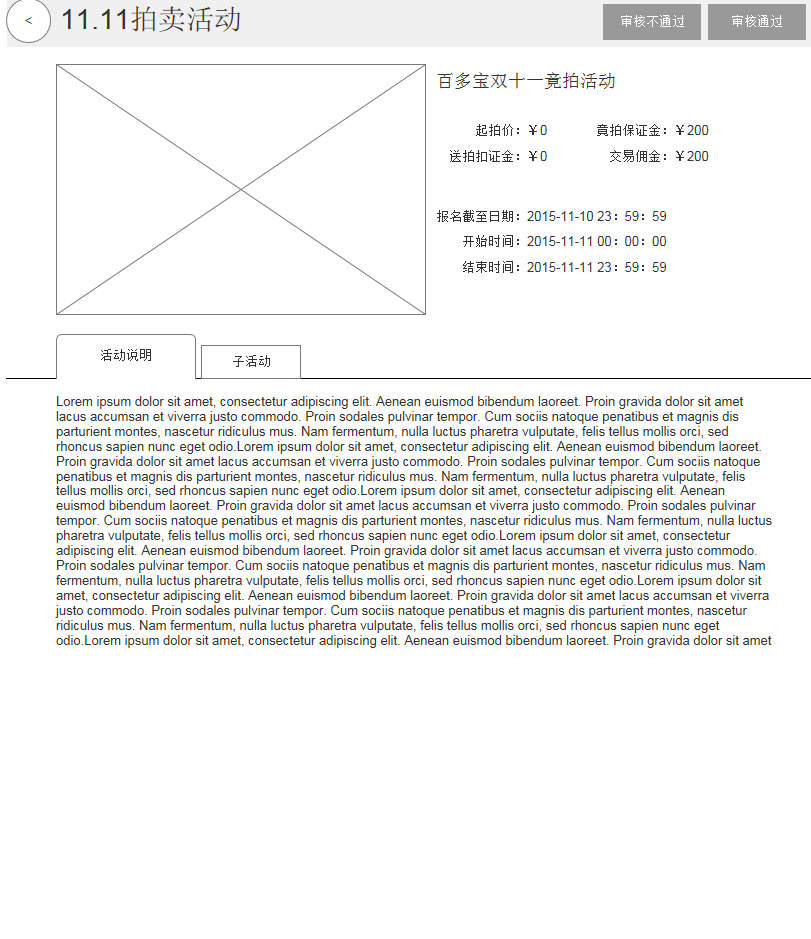 <
11.11拍卖活动
审核不通过
审核通过
百多宝双十一竟拍活动
起拍价：￥0
竟拍保证金：￥200
送拍扣证金：￥0
交易佣金：￥200
报名截至日期：2015-11-10 23：59：59
开始时间：2015-11-11 00：00：00
结束时间：2015-11-11 23：59：59
活动说明
子活动
Lorem ipsum dolor sit amet, consectetur adipiscing elit. Aenean euismod bibendum laoreet. Proin gravida dolor sit amet
lacus accumsan et viverra justo commodo. Proin sodales pulvinar tempor. Cum sociis natoque penatibus et magnis dis
parturient montes, nascetur ridiculus mus. Nam fermentum, nulla luctus pharetra vulputate, felis tellus mollis orci, sed
rhoncus sapien nunc eget odio.Lorem ipsum dolor sit amet, consectetur adipiscing elit. Aenean euismod bibendum laoreet.
Proin gravida dolor sit amet lacus accumsan et viverra justo commodo. Proin sodales pulvinar tempor. Cum sociis natoque
penatibus et magnis dis parturient montes, nascetur ridiculus mus. Nam fermentum, nulla luctus pharetra vulputate, felis
tellus mollis orci, sed rhoncus sapien nunc eget odio.Lorem ipsum dolor sit amet, consectetur adipiscing elit. Aenean
euismod bibendum laoreet. Proin gravida dolor sit amet lacus accumsan et viverra justo commodo. Proin sodales pulvinar
tempor. Cum sociis natoque penatibus et magnis dis parturient montes, nascetur ridiculus mus. Nam fermentum, nulla luctus
pharetra vulputate, felis tellus mollis orci, sed rhoncus sapien nunc eget odio.Lorem ipsum dolor sit amet, consectetur
adipiscing elit. Aenean euismod bibendum laoreet. Proin gravida dolor sit amet lacus accumsan et viverra justo commodo.
Proin sodales pulvinar tempor. Cum sociis natoque penatibus et magnis dis parturient montes, nascetur ridiculus mus. Nam
fermentum, nulla luctus pharetra vulputate, felis tellus mollis orci, sed rhoncus sapien nunc eget odio.Lorem ipsum dolor sit
amet, consectetur adipiscing elit. Aenean euismod bibendum laoreet. Proin gravida dolor sit amet lacus accumsan et viverra
justo commodo. Proin sodales pulvinar tempor. Cum sociis natoque penatibus et magnis dis parturient montes, nascetur
ridiculus mus. Nam fermentum, nulla luctus pharetra vulputate, felis tellus mollis orci, sed rhoncus sapien nunc eget
odio.Lorem ipsum dolor sit amet, consectetur adipiscing elit. Aenean euismod bibendum laoreet. Proin gravida dolor sit amet